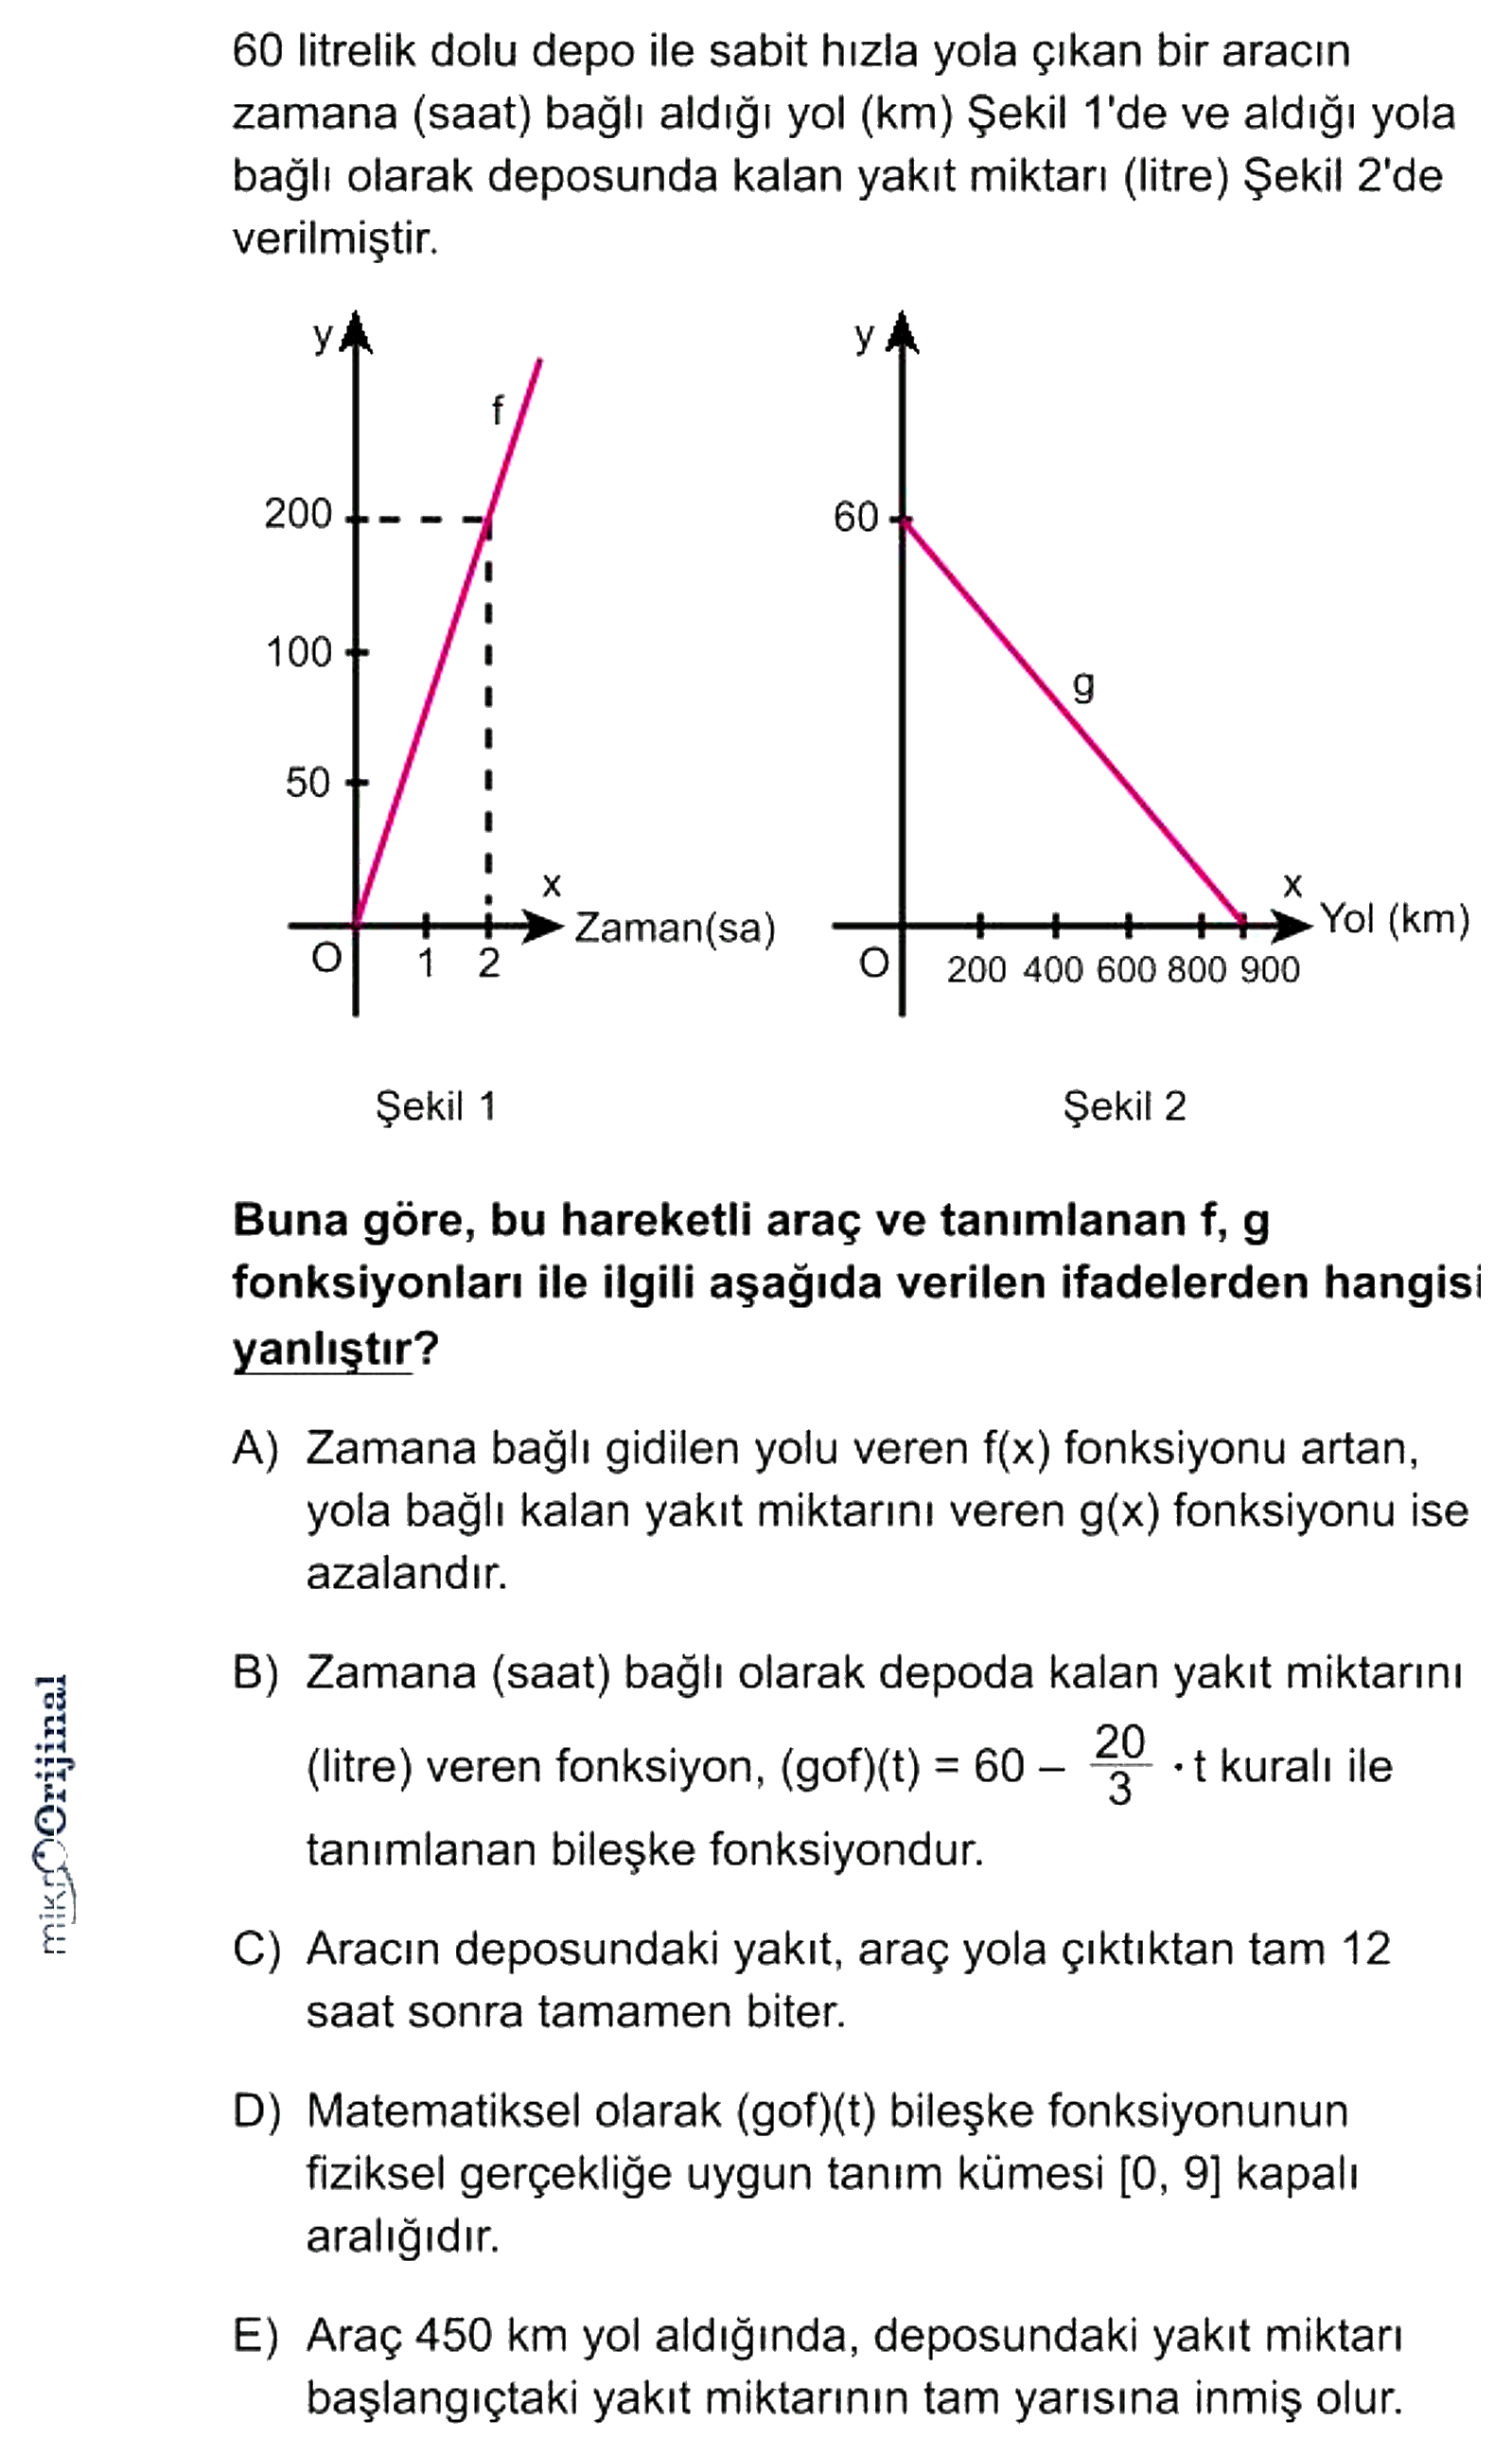 60 litrelik dolu depo ile sabit hızla yola çıkan bir aracın
zamana (saat) bağlı aldığı yol (km) Şekil 1'de ve aldığı yola
bağlı olarak deposunda kalan yakıt miktarı (litre) Şekil 2'de
verilmiştir.
y
f
200
100
50
x
Zaman(sa)
O
1
2
Şekil 1
y
60
g
x
Yol (km)
O
200 400 600 800 900
Şekil 2
Buna göre, bu hareketli araç ve tanımlanan f, g
fonksiyonları ile ilgili aşağıda verilen ifadelerden hangisi
yanlıştır?
A) Zamana bağlı gidilen yolu veren f(x) fonksiyonu artan,
yola bağlı kalan yakıt miktarını veren g(x) fonksiyonu ise
azalandır.
B) Zamana (saat) bağlı olarak depoda kalan yakıt miktarını
(litre) veren fonksiyon, (gof)(t) = 60 – 20/3 · t kuralı ile
tanımlanan bileşke fonksiyondur.
C) Aracın deposundaki yakıt, araç yola çıktıktan tam 12
saat sonra tamamen biter.
D) Matematiksel olarak (gof)(t) bileşke fonksiyonunun
fiziksel gerçekliğe uygun tanım kümesi [0, 9] kapalı
aralığıdır.
E) Araç 450 km yol aldığında, deposundaki yakıt miktarı
başlangıçtaki yakıt miktarının tam yarısına inmiş olur.
mikro Orijinal